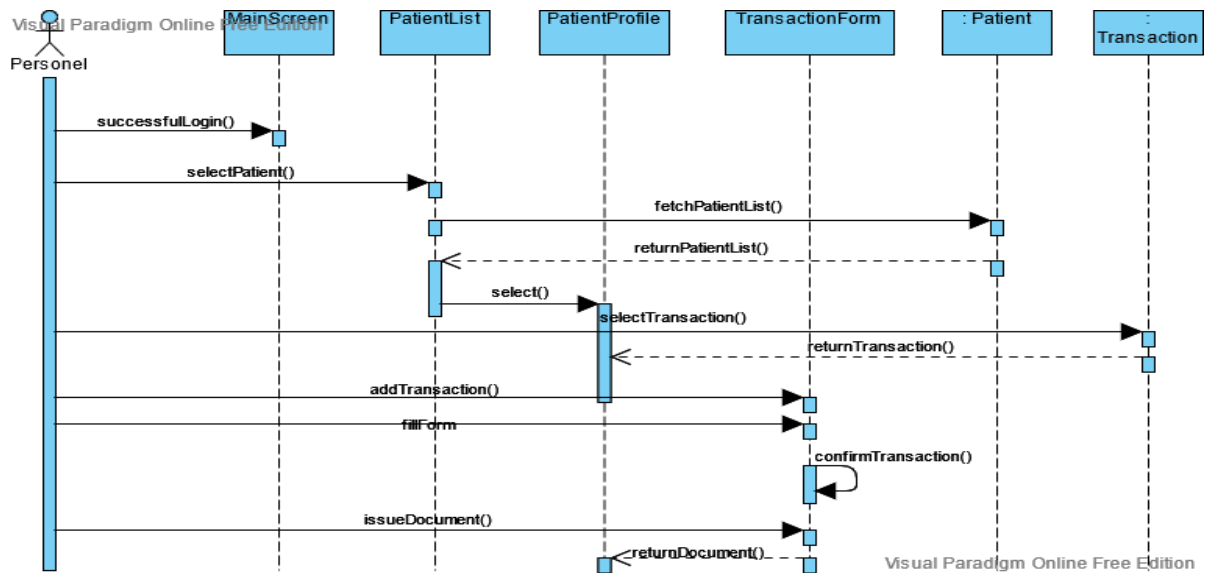 MainScreen
PatientList
PatientProfile
TransactionForm
: Patient
:
Transaction
Visual Paradigm Online Free Edition
Personel
successfulLogin()
selectPatient()
fetchPatientList()
returnPatientList()
select()
selectTransaction()
returnTransaction()
addTransaction()
fillForm
confirmTransaction()
issueDocument()
returnDocument()
Visual Paradigm Online Free Edition